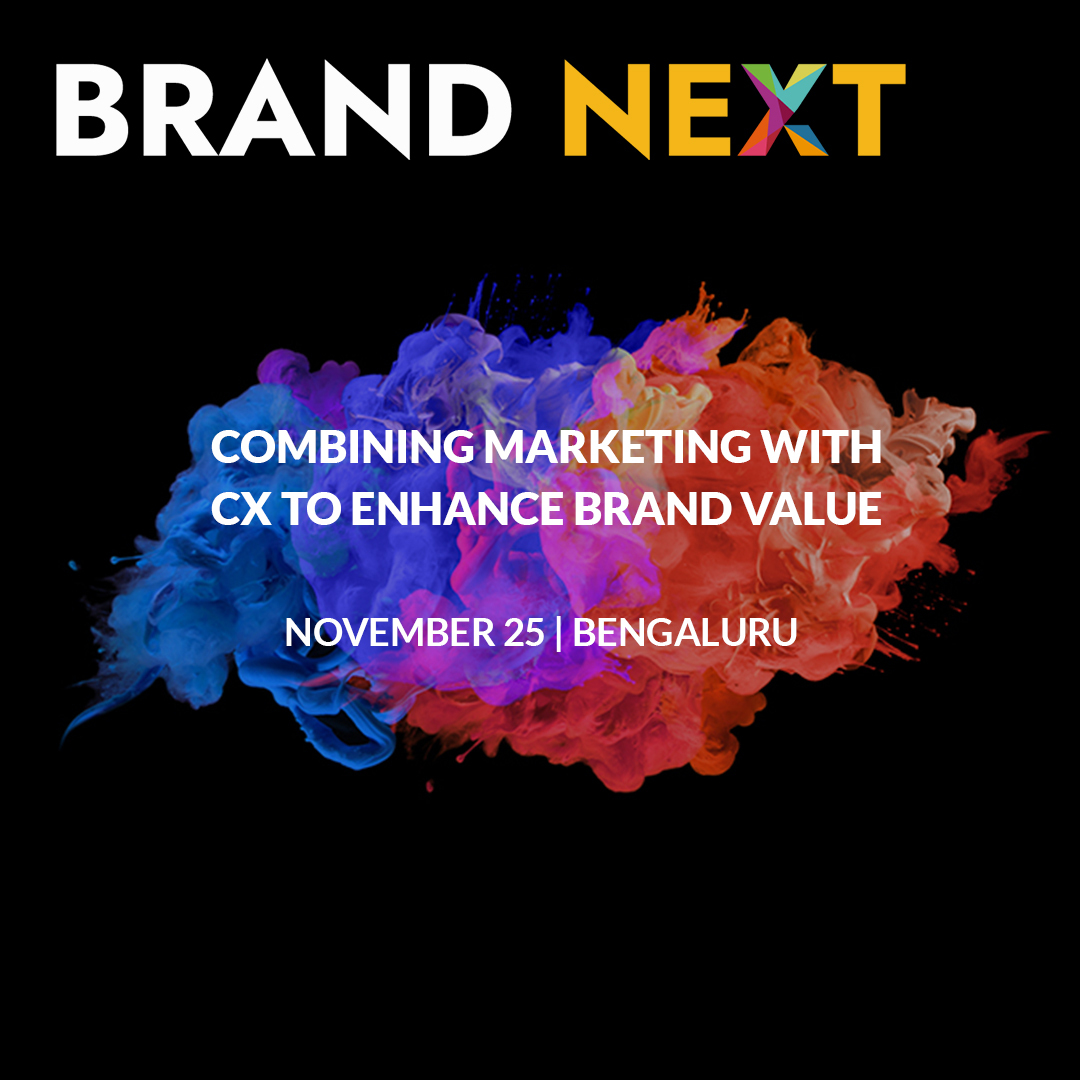 BRAND NEXT
COMBINING MARKETING WITH
CX TO ENHANCE BRAND VALUE
NOVEMBER 25 | BENGALURU